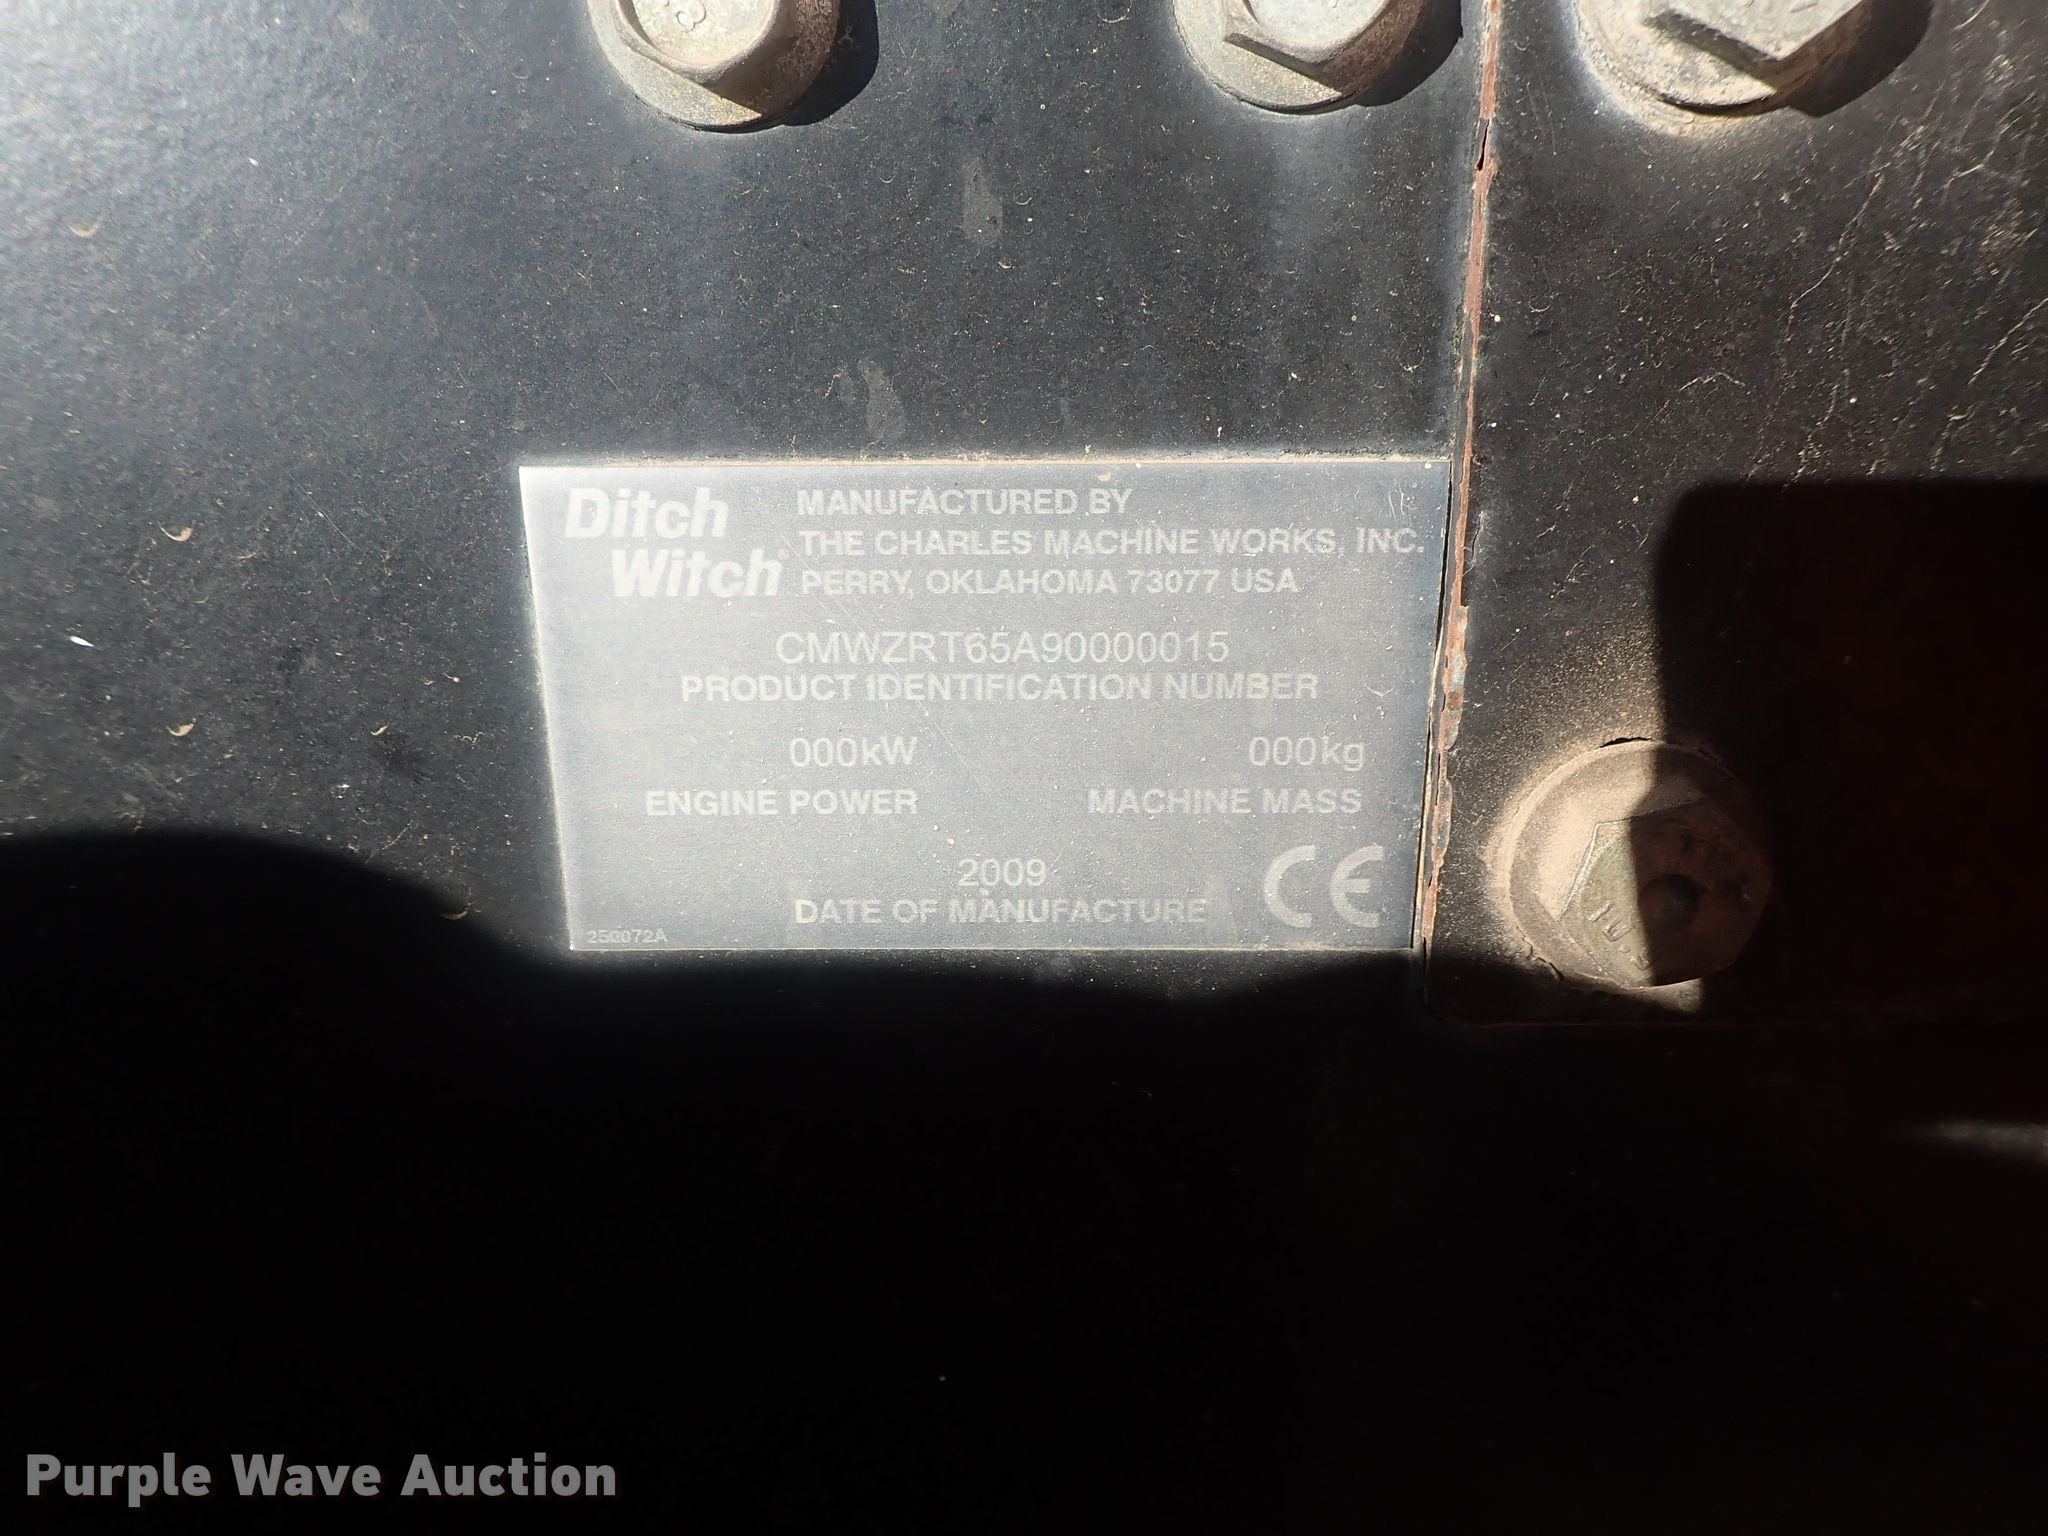 Ditch Witch®
MANUFACTURED BY
THE CHARLES MACHINE WORKS, INC.
PERRY, OKLAHOMA 73077 USA
CMWZRT65A90000015
PRODUCT IDENTIFICATION NUMBER
000kW 000kg
ENGINE POWER MACHINE MASS
2009
DATE OF MANUFACTURE
CE
250072A
Purple Wave Auction